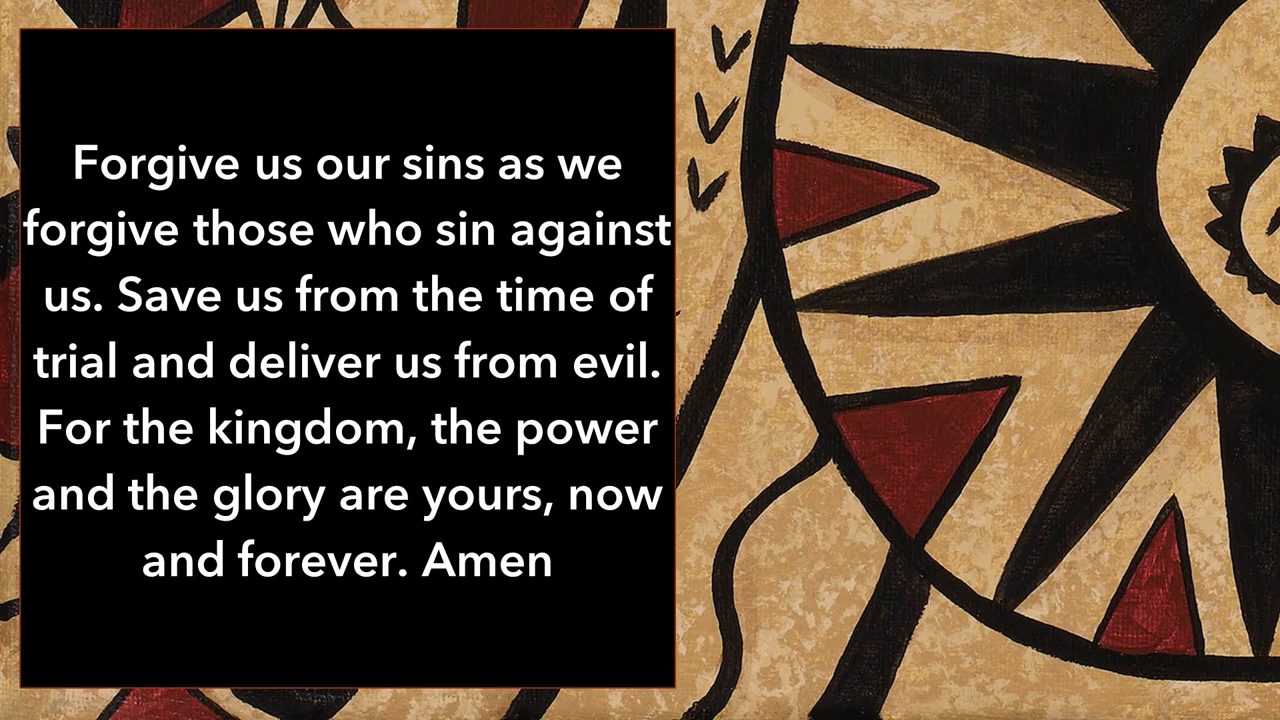 Forgive us our sins as we
forgive those who sin against
us. Save us from the time of
trial and deliver us from evil.
For the kingdom, the power
and the glory are yours, now
and forever. Amen